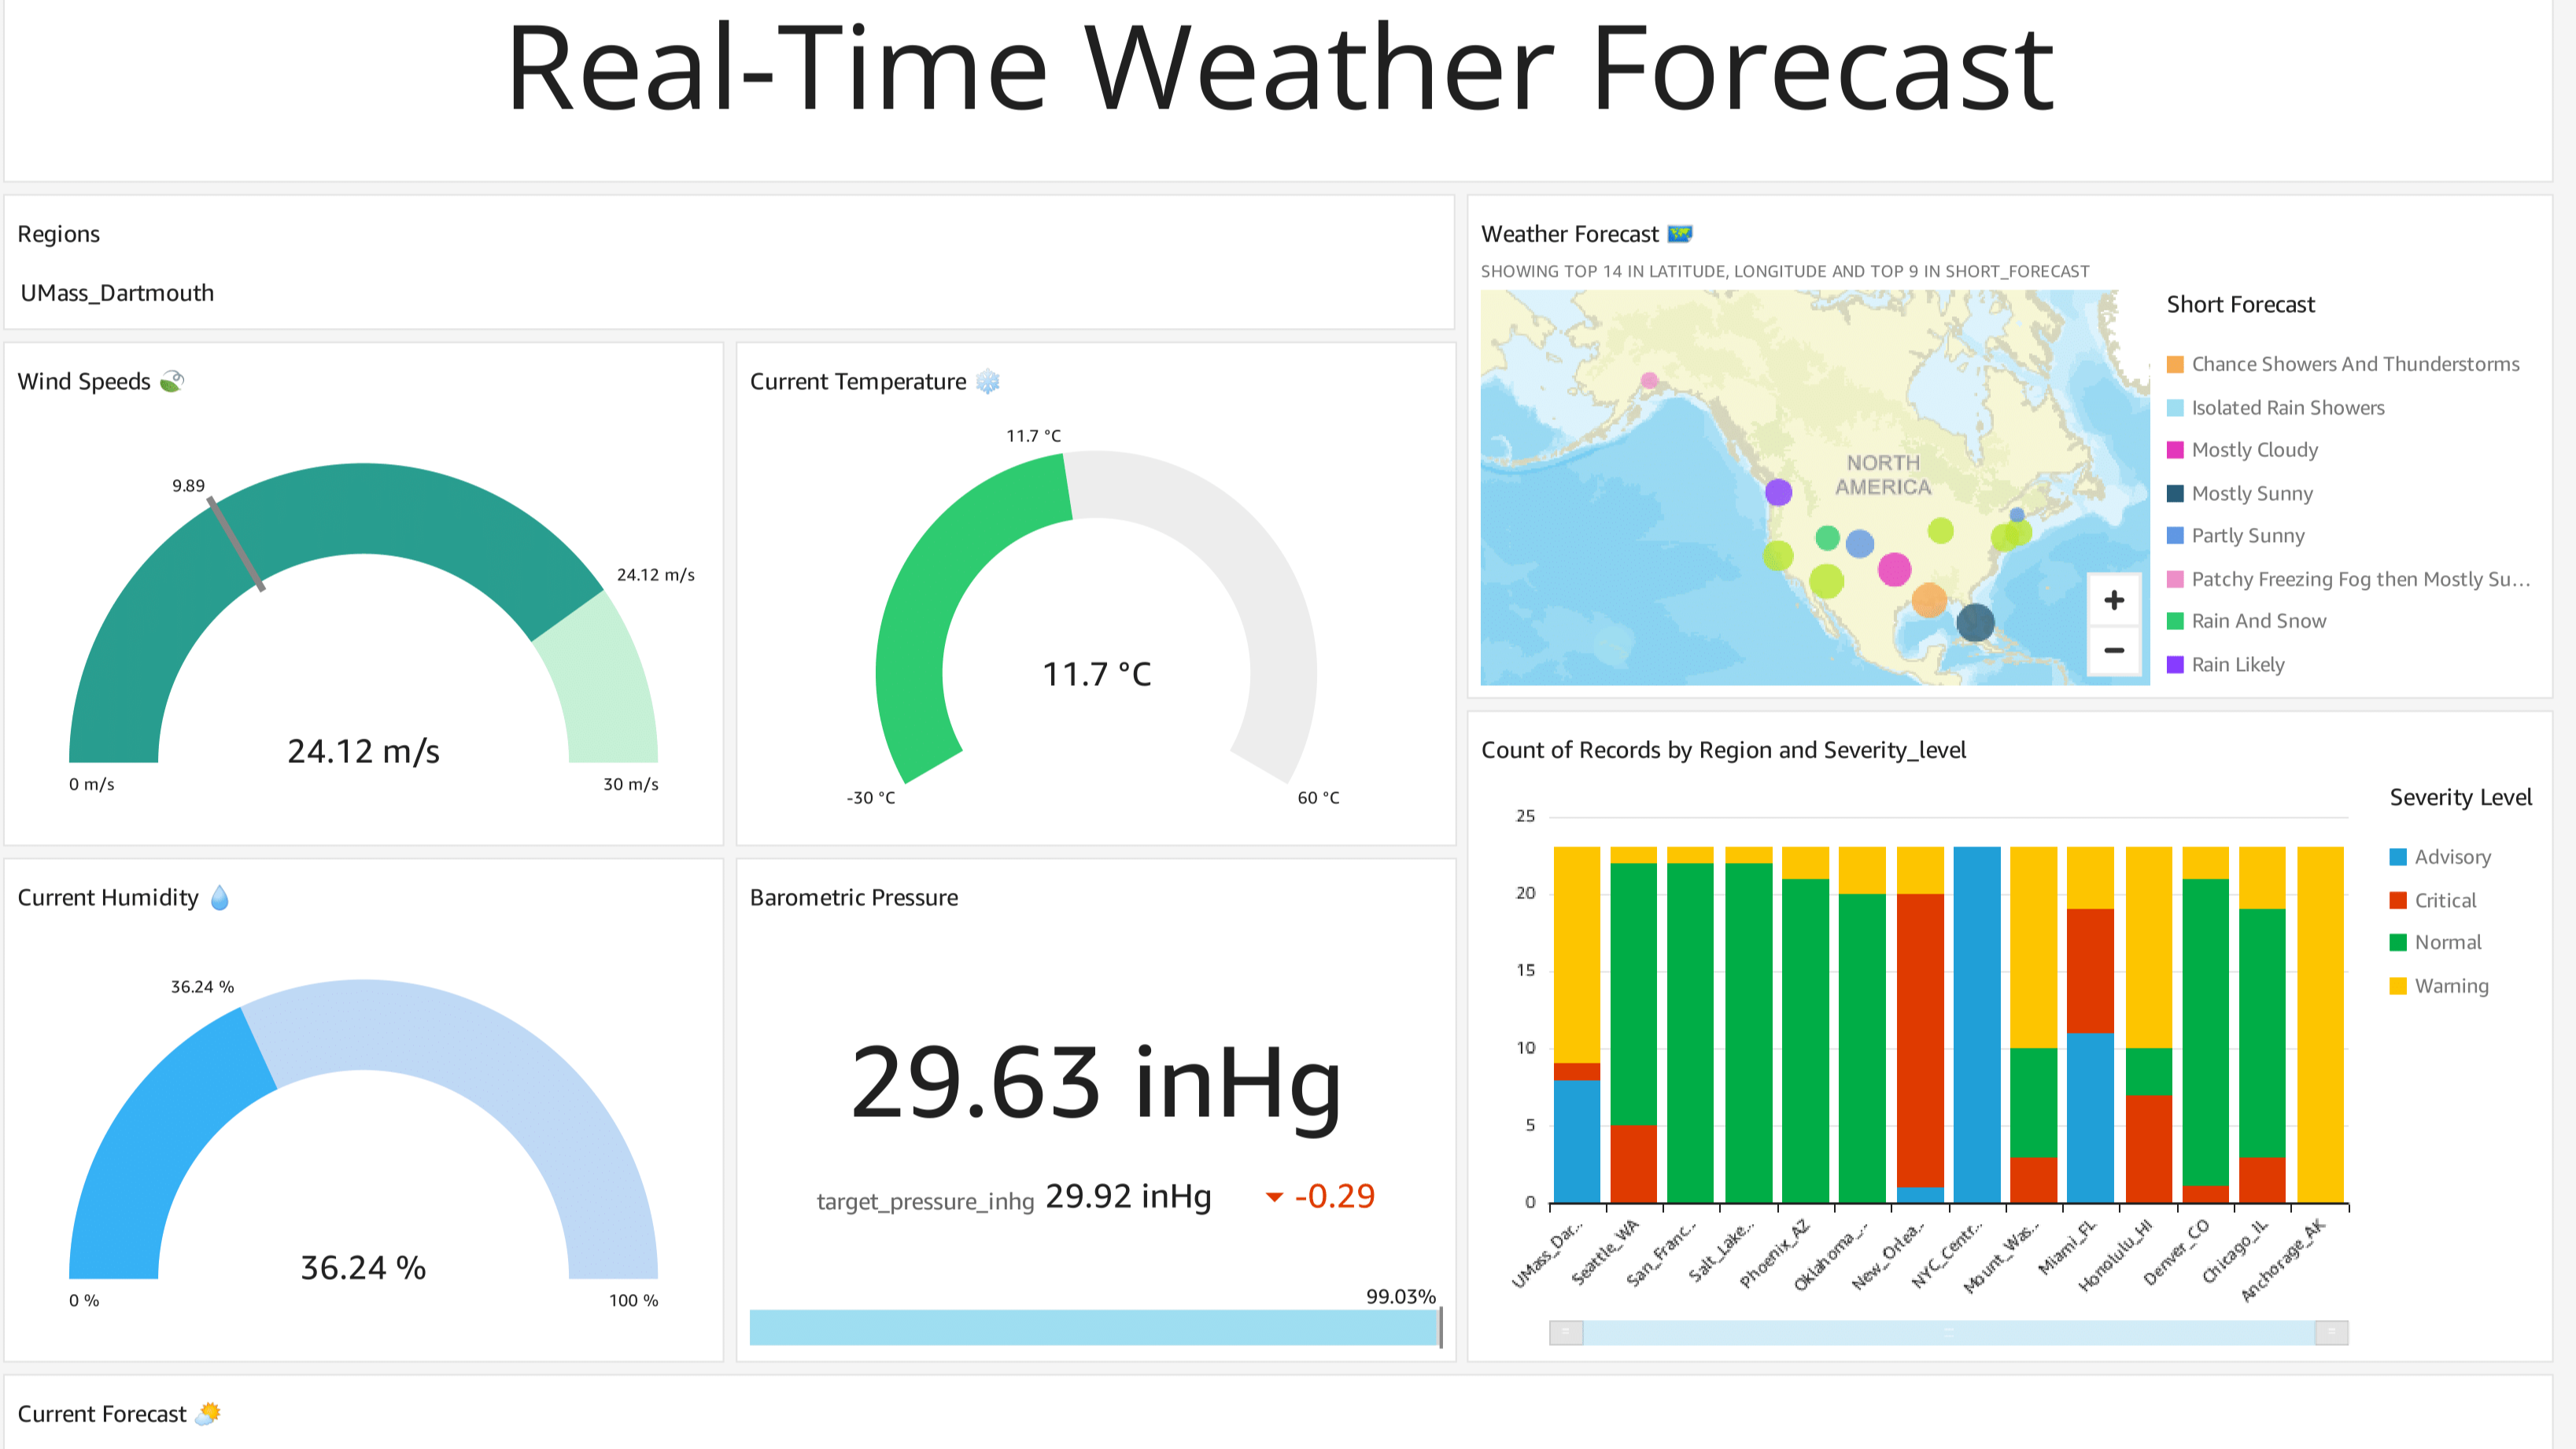 Real-Time Weather Forecast
Regions
UMass_Dartmouth
Wind Speeds
9.89
24.12 m/s
24.12 m/s
0 m/s
30 m/s
Current Temperature
11.7 °C
11.7 °C
-30 °C
60 °C
Weather Forecast
SHOWING TOP 14 IN LATITUDE, LONGITUDE AND TOP 9 IN SHORT_FORECAST
NORTH
AMERICA
+
−
Short Forecast
Chance Showers And Thunderstorms
Isolated Rain Showers
Mostly Cloudy
Mostly Sunny
Partly Sunny
Patchy Freezing Fog then Mostly Su...
Rain And Snow
Rain Likely
Current Humidity
36.24 %
36.24 %
0 %
100 %
Barometric Pressure
29.63 inHg
target_pressure_inhg 29.92 inHg -0.29
99.03%
Count of Records by Region and Severity_level
25
20
15
10
5
0
UMass_Dar...
Seattle_WA
San_Franc...
Salt_Lake...
Phoenix_AZ
Oklahoma_...
New_Orlea...
NYC_Centr...
Mount_Was...
Miami_FL
Honolulu_HI
Denver_CO
Chicago_IL
Anchorage_AK
Severity Level
Advisory
Critical
Normal
Warning
Current Forecast